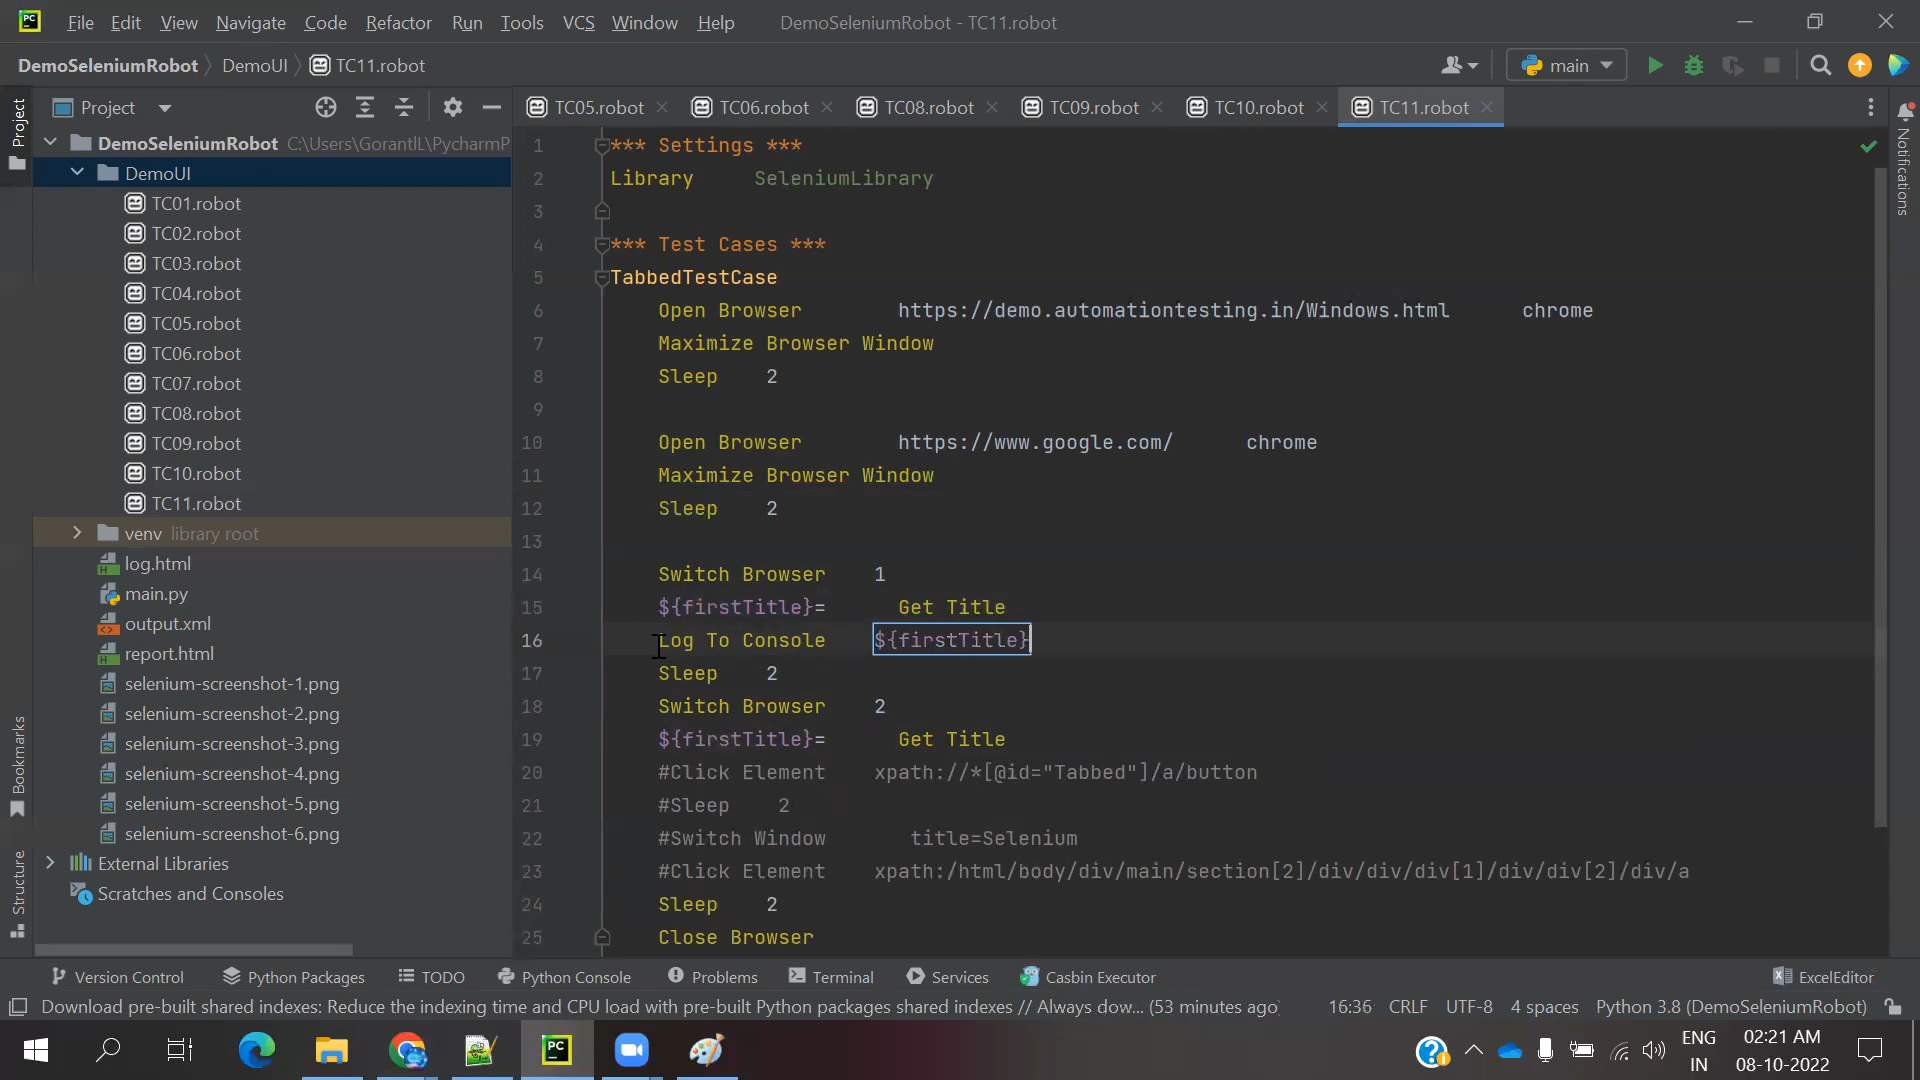 PC File Edit View Navigate Code Refactor Run Tools VCS Window Help DemoSeleniumRobot - TC11.robot
DemoSeleniumRobot DemoUI TC11.robot main
Project TC05.robot TC06.robot TC08.robot TC09.robot TC10.robot TC11.robot
Project
Notifications
Bookmarks
Structure
DemoSeleniumRobot C:\Users\GorantlL\PycharmP
DemoUI
TC01.robot
TC02.robot
TC03.robot
TC04.robot
TC05.robot
TC06.robot
TC07.robot
TC08.robot
TC09.robot
TC10.robot
TC11.robot
venv library root
log.html
main.py
output.xml
report.html
selenium-screenshot-1.png
selenium-screenshot-2.png
selenium-screenshot-3.png
selenium-screenshot-4.png
selenium-screenshot-5.png
selenium-screenshot-6.png
External Libraries
Scratches and Consoles
1 *** Settings ***
2 Library SeleniumLibrary
3
4 *** Test Cases ***
5 TabbedTestCase
6 Open Browser https://demo.automationtesting.in/Windows.html chrome
7 Maximize Browser Window
8 Sleep 2
9
10 Open Browser https://www.google.com/ chrome
11 Maximize Browser Window
12 Sleep 2
13
14 Switch Browser 1
15 ${firstTitle}= Get Title
16 Log To Console ${firstTitle}
17 Sleep 2
18 Switch Browser 2
19 ${firstTitle}= Get Title
20 #Click Element xpath://*[@id="Tabbed"]/a/button
21 #Sleep 2
22 #Switch Window title=Selenium
23 #Click Element xpath:/html/body/div/main/section[2]/div/div/div[1]/div/div[2]/div/a
24 Sleep 2
25 Close Browser
Version Control Python Packages TODO Python Console Problems Terminal Services Casbin Executor ExcelEditor
Download pre-built shared indexes: Reduce the indexing time and CPU load with pre-built Python packages shared indexes // Always dow... (53 minutes ago) 16:36 CRLF UTF-8 4 spaces Python 3.8 (DemoSeleniumRobot)
PC ENG 02:21 AM
IN 08-10-2022